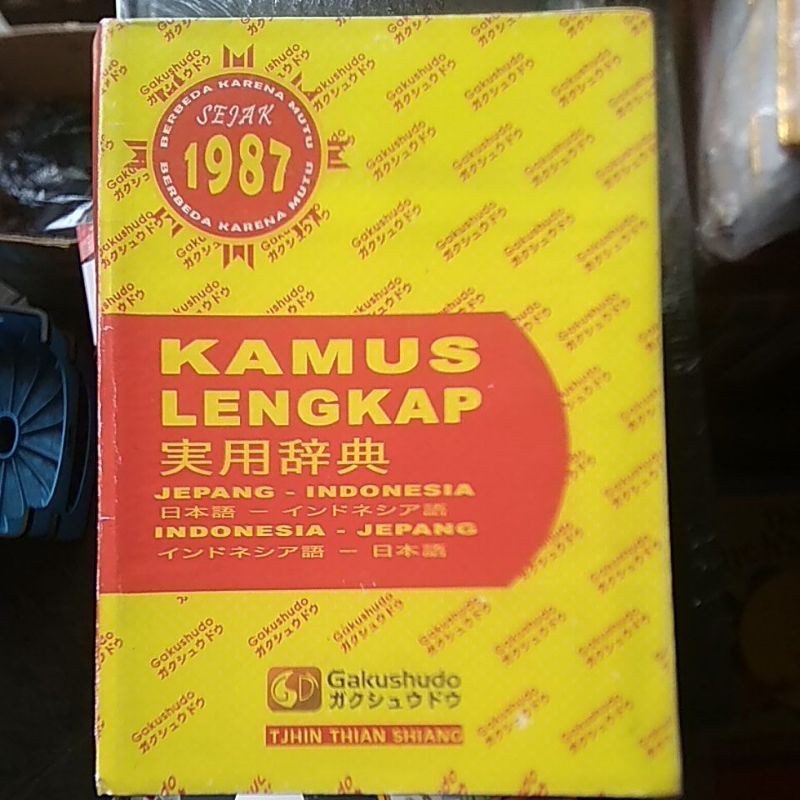 BERBEDA KARENA MUTU
SEJAK
1987
BERBEDA KARENA MUTU
KAMUS
LENGKAP
実用辞典
JEPANG - INDONESIA
日本語 － インドネシア語
INDONESIA - JEPANG
インドネシア語 － 日本語
Gakushudo
ガクシュウドウ
TJHIN THIAN SHIANG